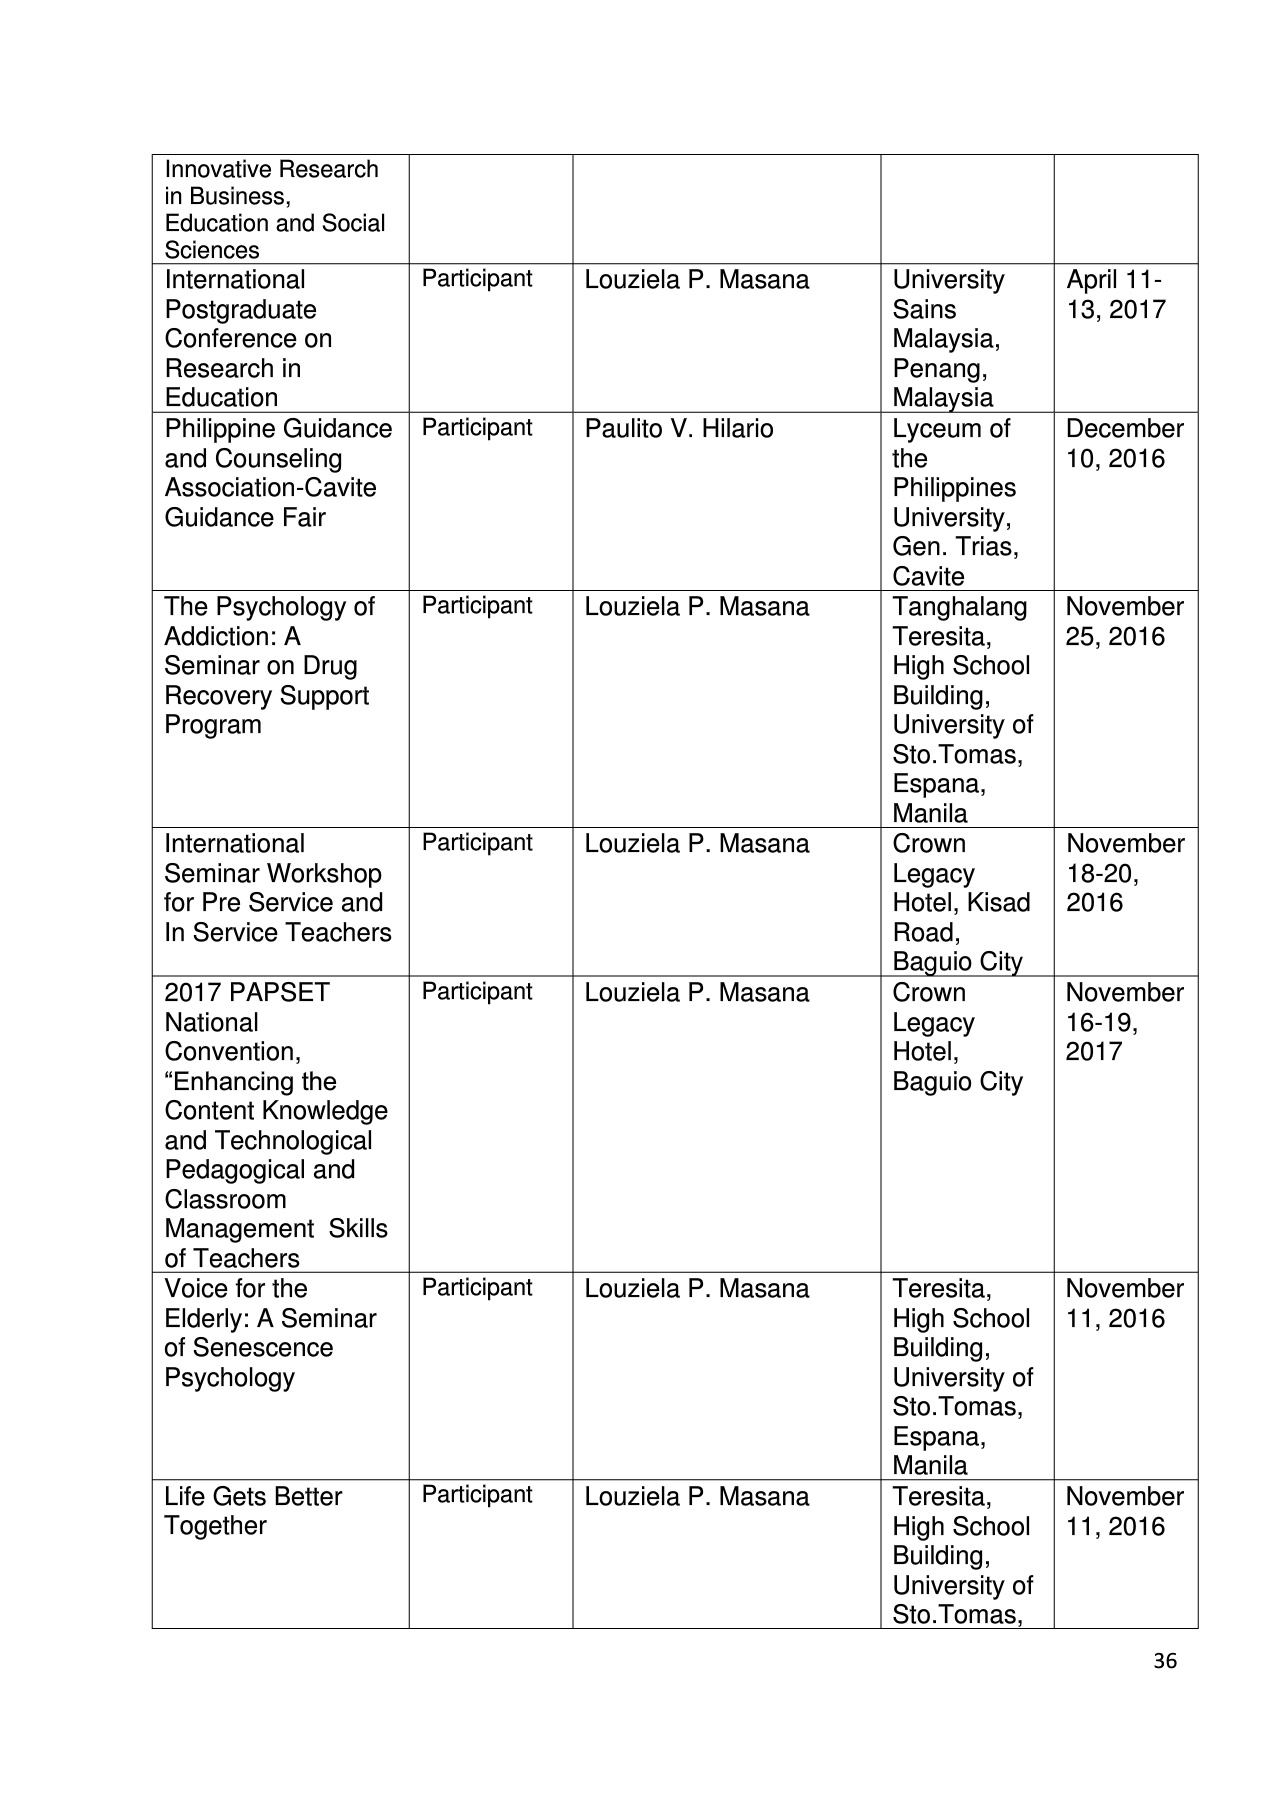 Innovative Research
in Business,
Education and Social
Sciences
International
Postgraduate
Conference on
Research in
Education
Participant
Louziela P. Masana
University
Sains
Malaysia,
Penang,
Malaysia
April 11-
13, 2017
Philippine Guidance
and Counseling
Association-Cavite
Guidance Fair
Participant
Paulito V. Hilario
Lyceum of
the
Philippines
University,
Gen. Trias,
Cavite
December
10, 2016
The Psychology of
Addiction: A
Seminar on Drug
Recovery Support
Program
Participant
Louziela P. Masana
Tanghalang
Teresita,
High School
Building,
University of
Sto.Tomas,
Espana,
Manila
November
25, 2016
International
Seminar Workshop
for Pre Service and
In Service Teachers
Participant
Louziela P. Masana
Crown
Legacy
Hotel, Kisad
Road,
Baguio City
November
18-20,
2016
2017 PAPSET
National
Convention,
“Enhancing the
Content Knowledge
and Technological
Pedagogical and
Classroom
Management  Skills
of Teachers
Participant
Louziela P. Masana
Crown
Legacy
Hotel,
Baguio City
November
16-19,
2017
Voice for the
Elderly: A Seminar
of Senescence
Psychology
Participant
Louziela P. Masana
Teresita,
High School
Building,
University of
Sto.Tomas,
Espana,
Manila
November
11, 2016
Life Gets Better
Together
Participant
Louziela P. Masana
Teresita,
High School
Building,
University of
Sto.Tomas,
November
11, 2016
36